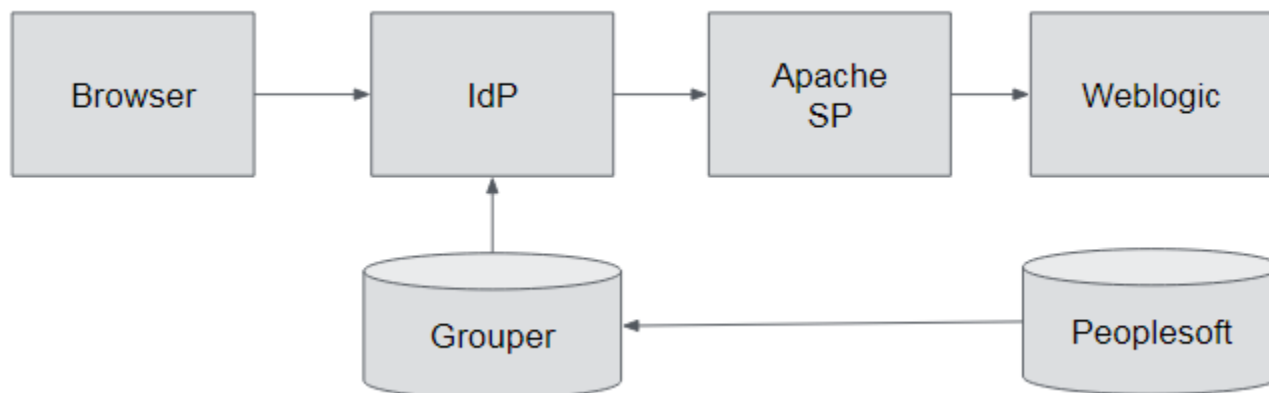 Browser
IdP
Apache
SP
Weblogic
Grouper
Peoplesoft